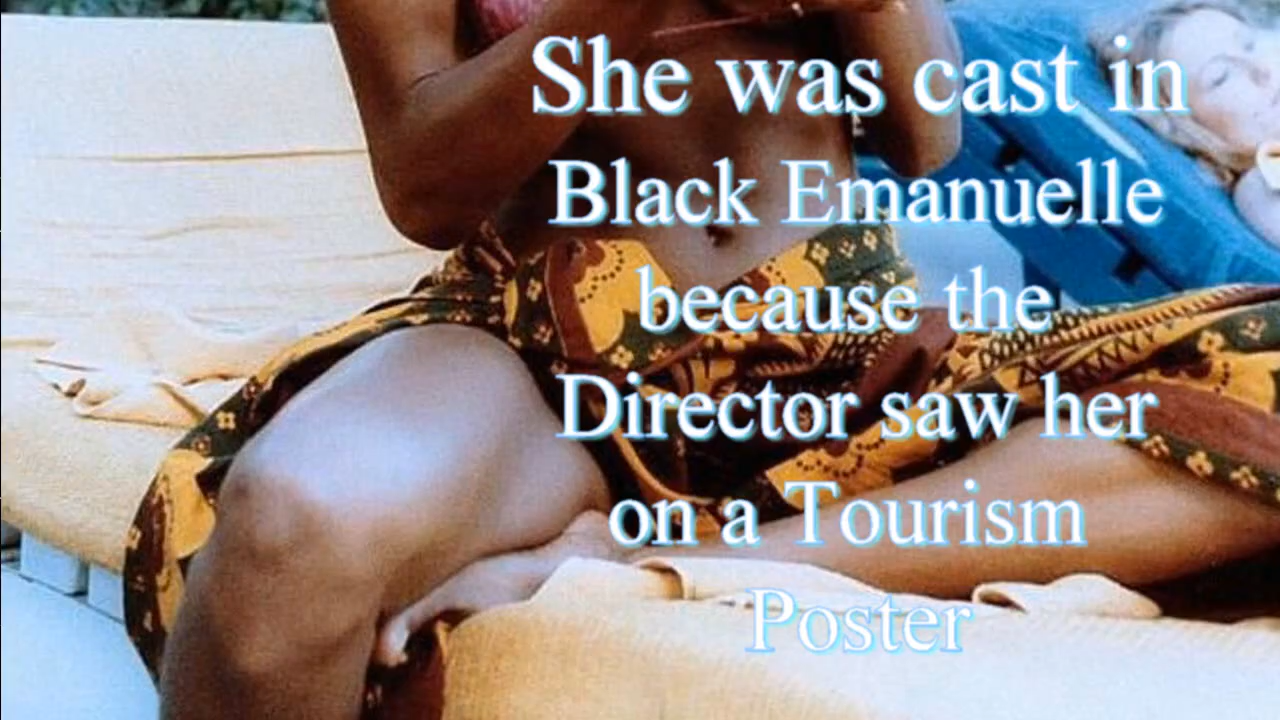 She was cast in
Black Emanuelle
because the
Director saw her
on a Tourism
Poster